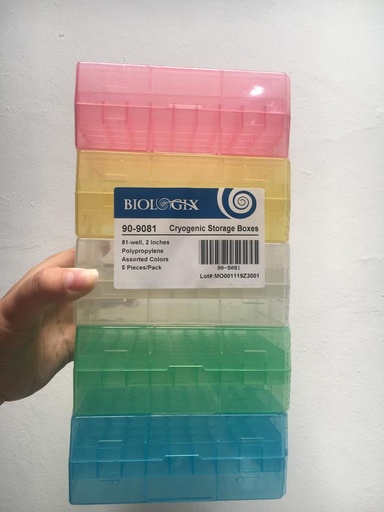 BIOLOGIX
90-9081 Cryogenic Storage Boxes
81-well, 2 Inches
Polypropylene
Assorted Colors
5 Pieces/Pack
90-9081
Lot#:MO001119Z3001